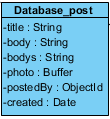 Database_post
-title : String
-body : String
-bodys : String
-photo : Buffer
-postedBy : ObjectId
-created : Date